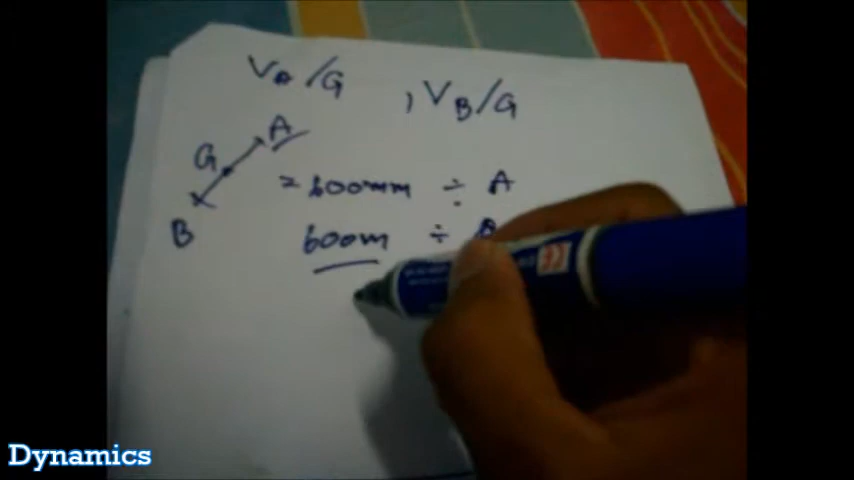 VA/G , VB/G
A
G
= 600mm ÷ A
B 600m ÷ B
Dynamics